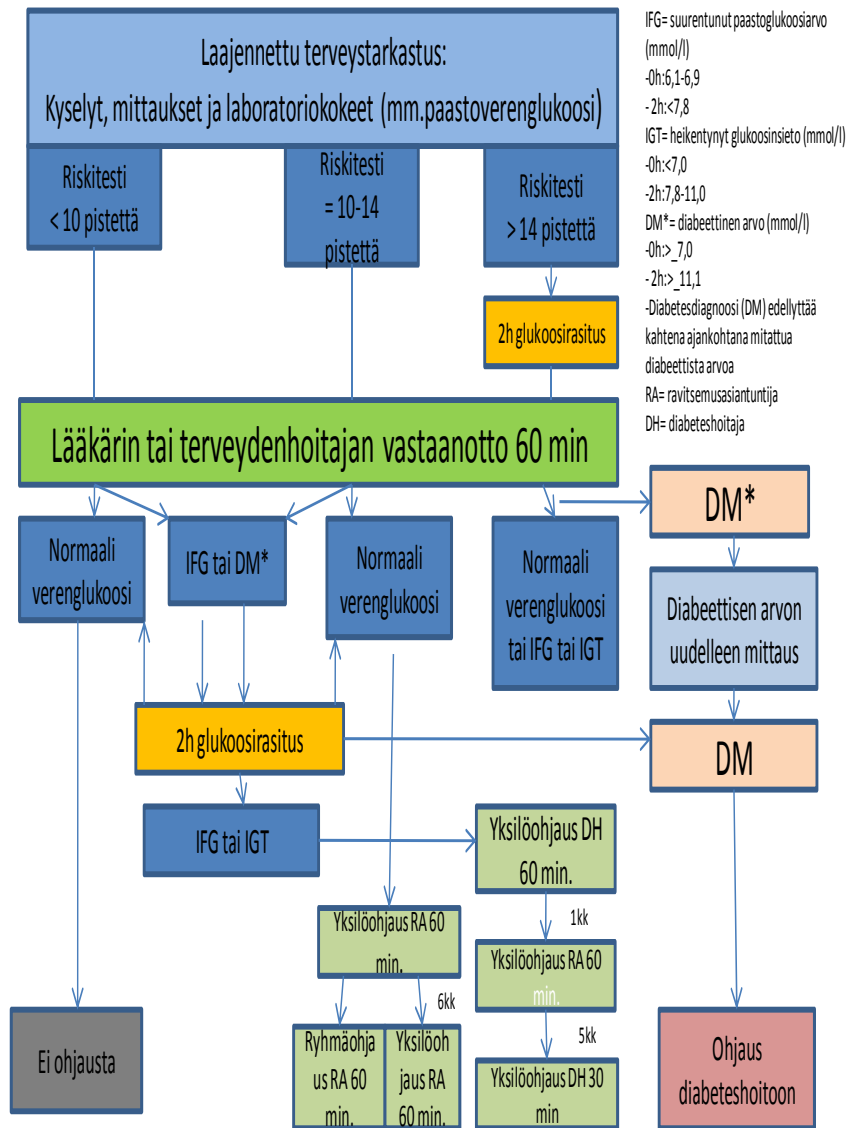 Laajennettu terveystarkastus:
Kyselyt, mittaukset ja laboratoriokokeet (mm.paastoverenglukoosi)
Riskitesti
< 10 pistettä
Riskitesti
= 10-14
pistettä
Riskitesti
> 14 pistettä
2h glukoosirasitus
IFG= suurentunut paastoglukoosiarvo
(mmol/l)
-0h:6,1-6,9
- 2h:<7,8
IGT= heikentynyt glukoosinsieto (mmol/l)
-0h:<7,0
-2h:7,8-11,0
DM*= diabeettinen arvo (mmol/l)
-0h:>_7,0
- 2h:>_11,1
-Diabetesdiagnoosi (DM) edellyttää
kahtena ajankohtana mitattua
diabeettista arvoa
RA= ravitsemusasiantuntija
DH= diabeteshoitaja
Lääkärin tai terveydenhoitajan vastaanotto 60 min
Normaali
verenglukoosi
IFG tai DM*
Normaali
verenglukoosi
Normaali
verenglukoosi
tai IFG tai IGT
DM*
Diabeettisen arvon
uudelleen mittaus
2h glukoosirasitus
DM
IFG tai IGT
Yksilöohjaus DH
60 min.
1kk
Yksilöohjaus RA 60
min.
Yksilöohjaus RA 60
min.
6kk
5kk
Ei ohjausta
Ryhmäohja
us RA 60
min.
Yksilöoh
jaus RA
60 min.
Yksilöohjaus DH 30
min
Ohjaus
diabeteshoitoon